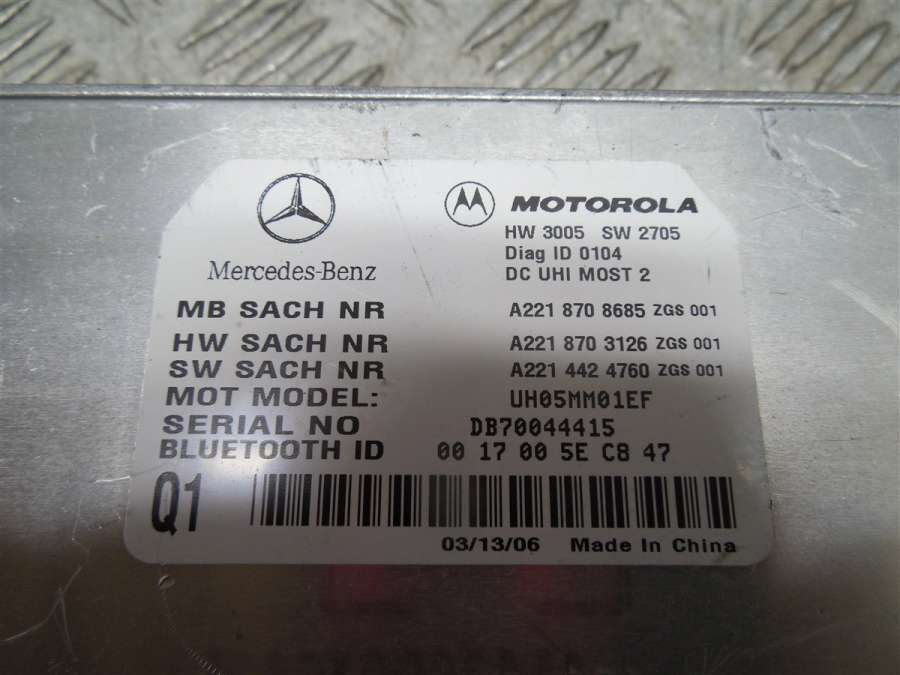 Mercedes-Benz
MOTOROLA
HW 3005 SW 2705
Diag ID 0104
DC UHI MOST 2
MB SACH NR A221 870 8685 ZGS 001
HW SACH NR A221 870 3126 ZGS 001
SW SACH NR A221 442 4760 ZGS 001
MOT MODEL: UH05MM01EF
SERIAL NO DB70044415
BLUETOOTH ID 00 17 00 5E C8 47
Q1
03/13/06 Made In China